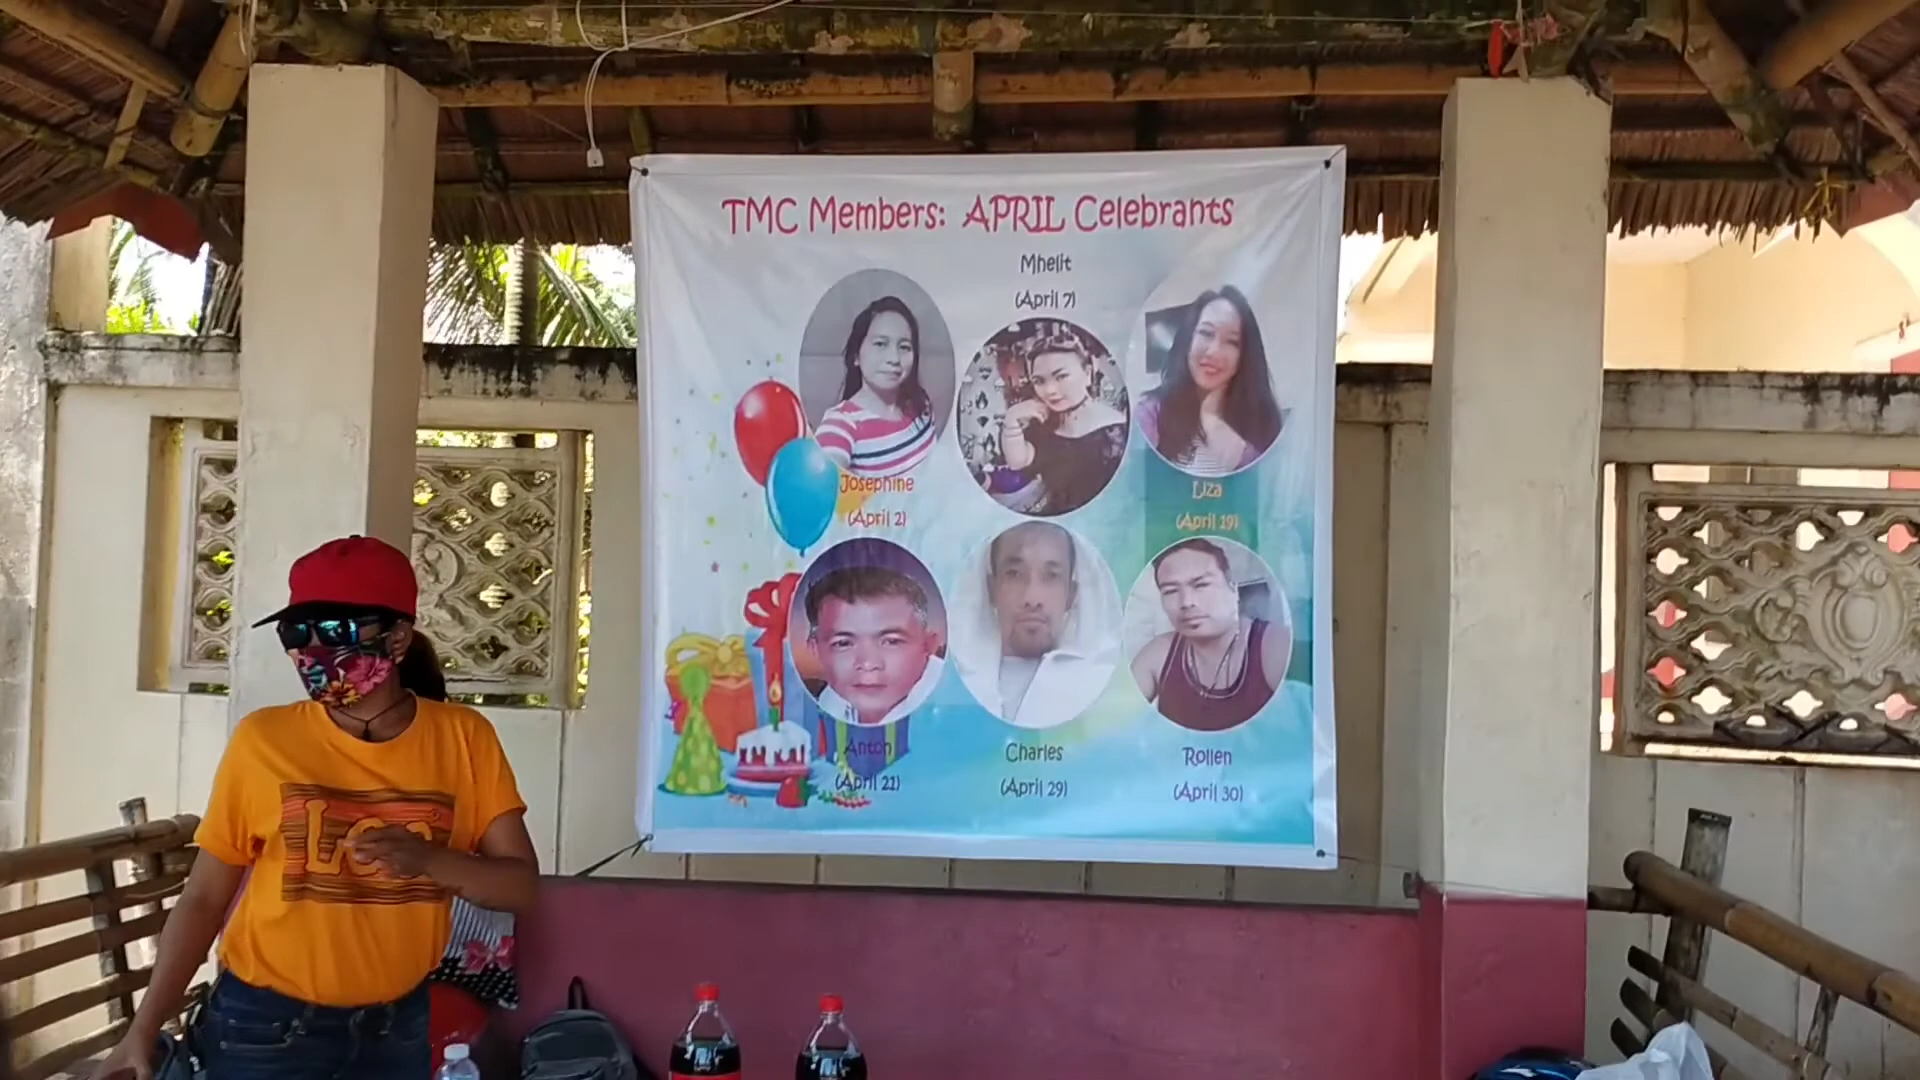 TMC Members: APRIL Celebrants
Mhelit
(April 7)
Josephine
(April 2)
Liza
(April 19)
Anton
(April 21)
Charles
(April 29)
Rollen
(April 30)
Lee